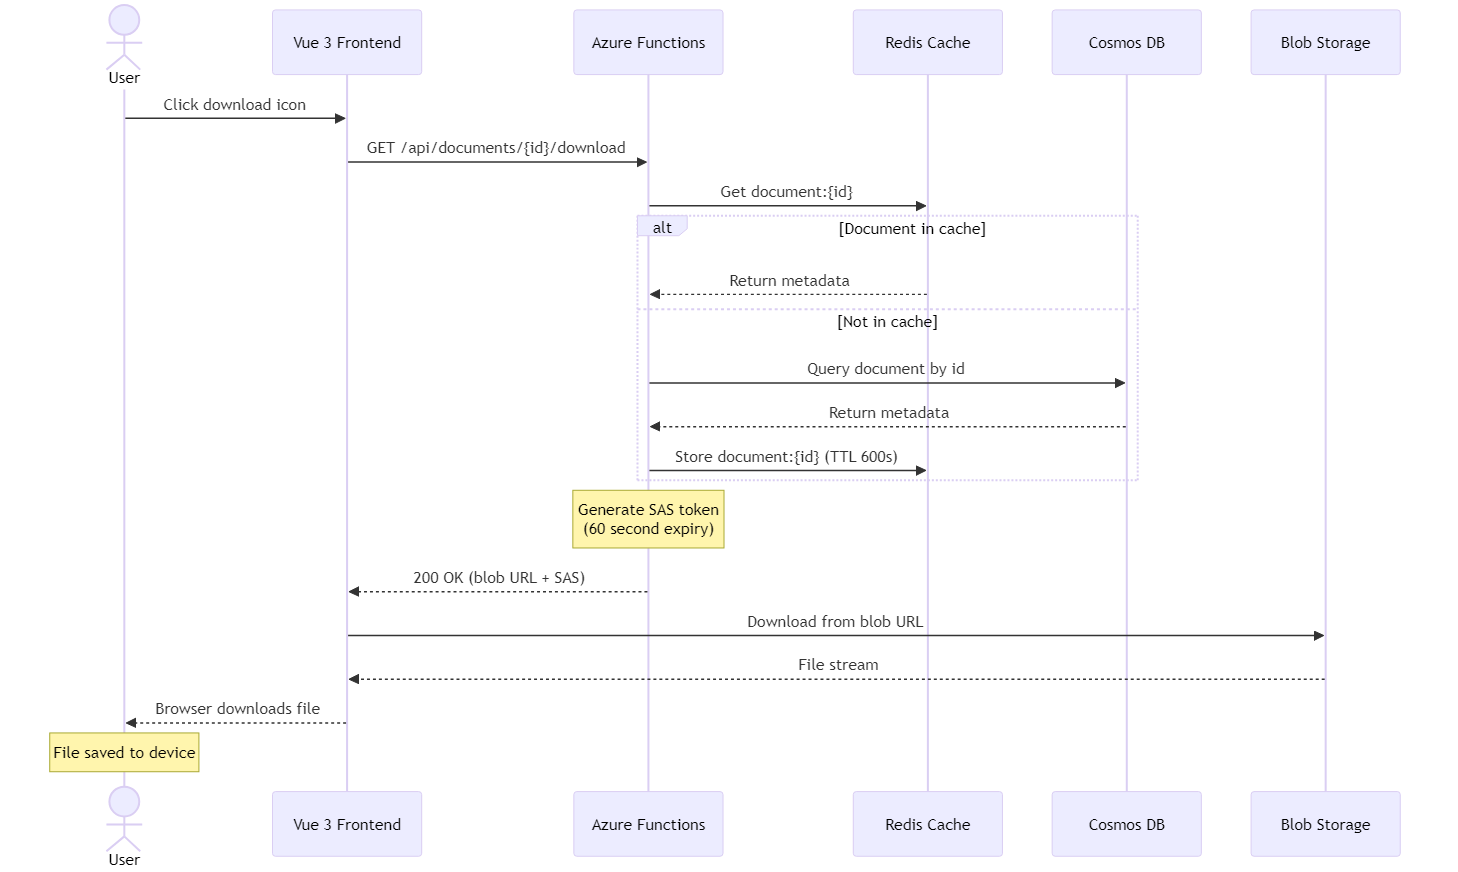 User
Vue 3 Frontend
Azure Functions
Redis Cache
Cosmos DB
Blob Storage
Click download icon
GET /api/documents/{id}/download
Get document:{id}
alt
[Document in cache]
Return metadata
[Not in cache]
Query document by id
Return metadata
Store document:{id} (TTL 600s)
Generate SAS token
(60 second expiry)
200 OK (blob URL + SAS)
Download from blob URL
File stream
Browser downloads file
File saved to device
User
Vue 3 Frontend
Azure Functions
Redis Cache
Cosmos DB
Blob Storage